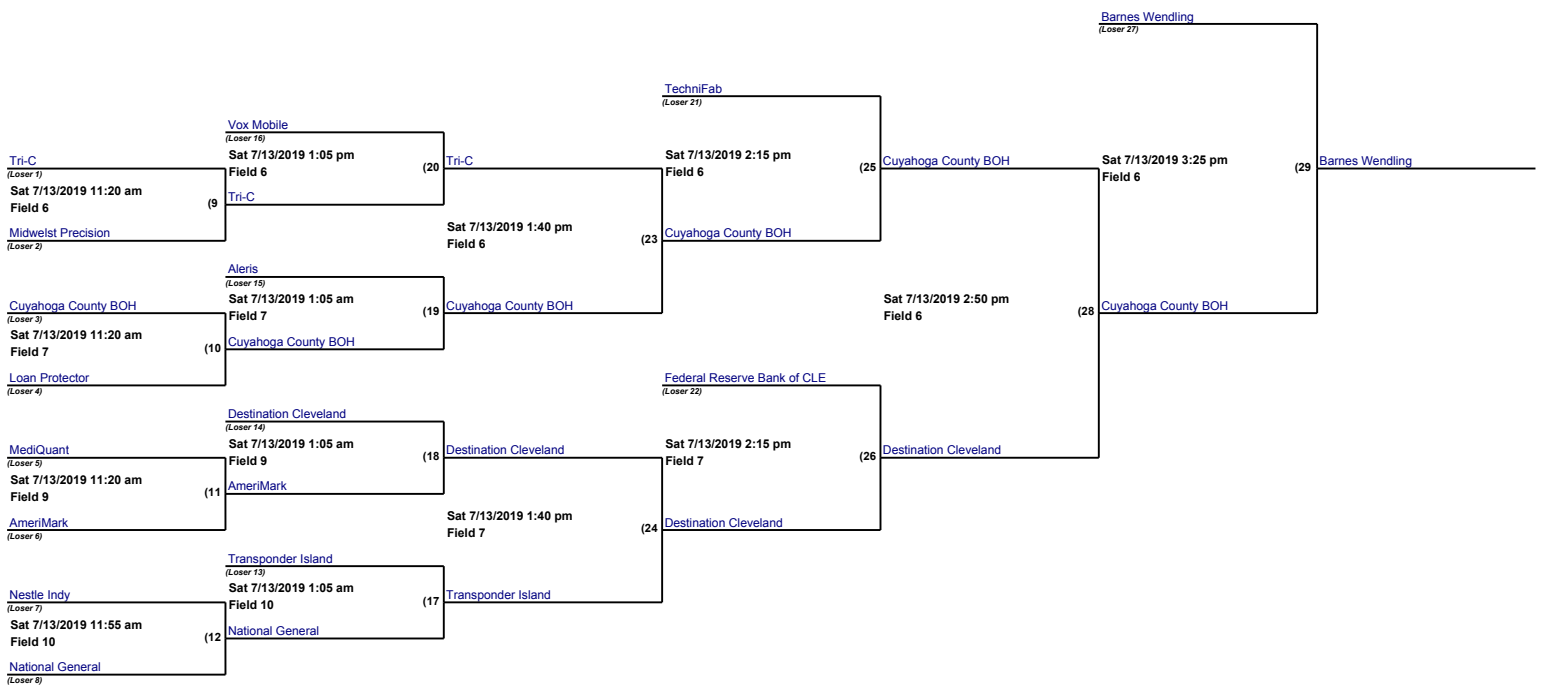 Barnes Wendling
(Loser 27)
TechniFab
(Loser 21)
Vox Mobile
(Loser 16)
Tri-C
(Loser 1)
Sat 7/13/2019 1:05 pm
Field 6
(20
Tri-C
Sat 7/13/2019 2:15 pm
Field 6
(25
Cuyahoga County BOH
Sat 7/13/2019 3:25 pm
Field 6
(29
Barnes Wendling
Sat 7/13/2019 11:20 am
Field 6
(9
Tri-C
Midwelst Precision
(Loser 2)
Sat 7/13/2019 1:40 pm
Field 6
(23
Cuyahoga County BOH
Aleris
(Loser 15)
Cuyahoga County BOH
(Loser 3)
Sat 7/13/2019 1:05 am
Field 7
(19
Cuyahoga County BOH
Sat 7/13/2019 2:50 pm
Field 6
(28
Cuyahoga County BOH
Sat 7/13/2019 11:20 am
Field 7
(10
Cuyahoga County BOH
Loan Protector
(Loser 4)
Federal Reserve Bank of CLE
(Loser 22)
Destination Cleveland
(Loser 14)
MediQuant
(Loser 5)
Sat 7/13/2019 1:05 am
Field 9
(18
Destination Cleveland
Sat 7/13/2019 2:15 pm
Field 7
(26
Destination Cleveland
Sat 7/13/2019 11:20 am
Field 9
(11
AmeriMark
AmeriMark
(Loser 6)
Sat 7/13/2019 1:40 pm
Field 7
(24
Destination Cleveland
Transponder Island
(Loser 13)
Nestle Indy
(Loser 7)
Sat 7/13/2019 1:05 am
Field 10
(17
Transponder Island
Sat 7/13/2019 11:55 am
Field 10
(12
National General
National General
(Loser 8)